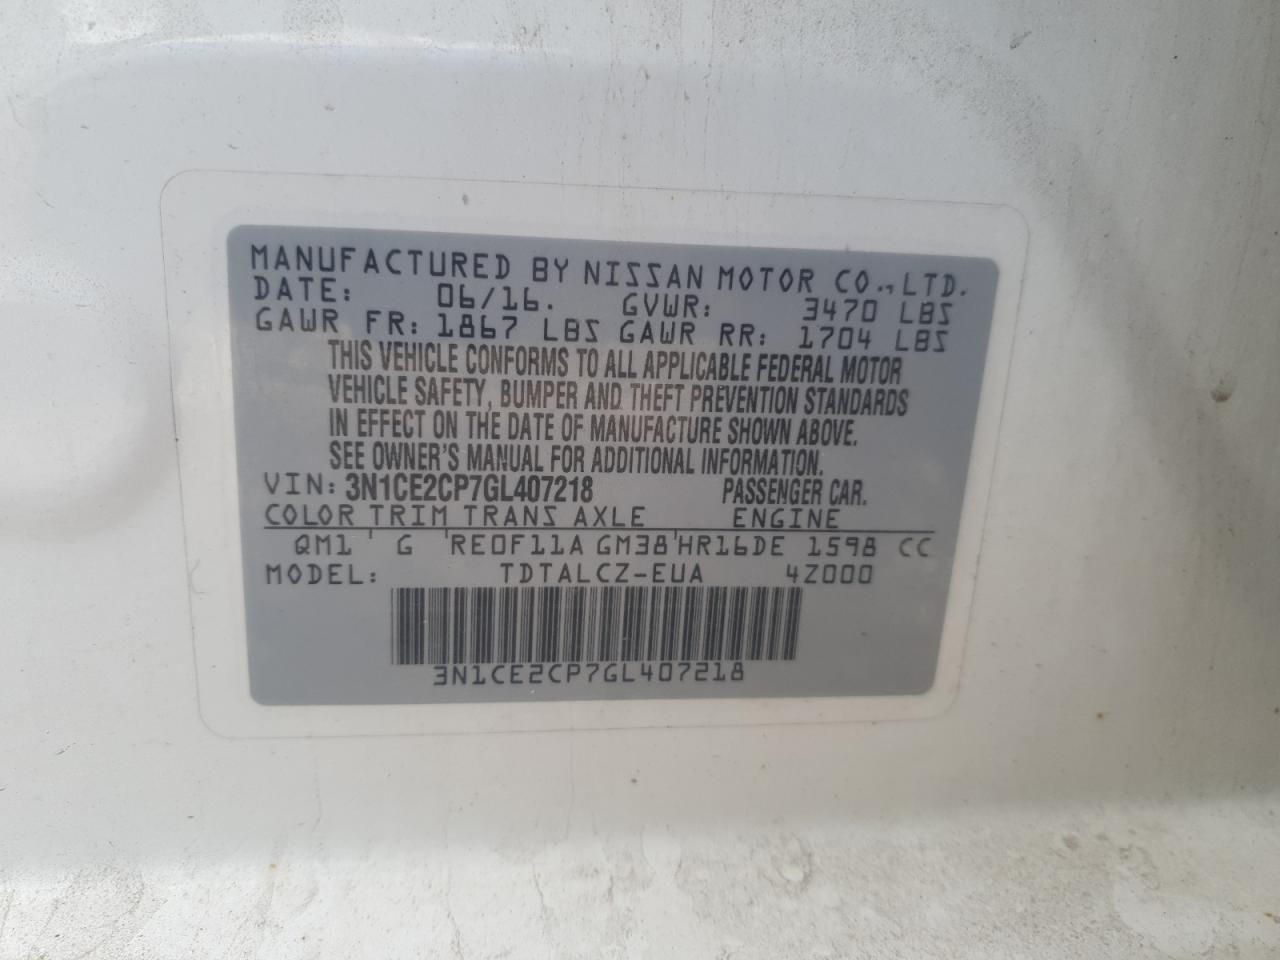 MANUFACTURED BY NISSAN MOTOR CO., LTD.
DATE: 06/16. GVWR: 3470 LBS
GAWR FR: 1867 LBS GAWR RR: 1704 LBS
THIS VEHICLE CONFORMS TO ALL APPLICABLE FEDERAL MOTOR
VEHICLE SAFETY, BUMPER AND THEFT PREVENTION STANDARDS
IN EFFECT ON THE DATE OF MANUFACTURE SHOWN ABOVE.
SEE OWNER'S MANUAL FOR ADDITIONAL INFORMATION.
VIN: 3N1CE2CP7GL407218 PASSENGER CAR.
COLOR TRIM TRANS AXLE ENGINE
QM1 ' G 'RE0F11A GM38'HR16DE 1598 CC
MODEL: TDTALCZ-EUA 4Z000
3N1CE2CP7GL407218